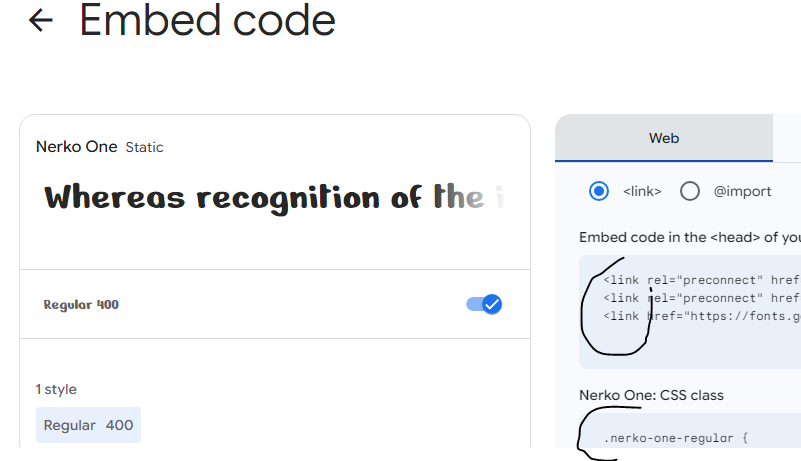 Embed code
Nerko One Static
Whereas recognition of the i
Regular 400
1 style
Regular 400
Web
<link> @import
Embed code in the <head> of you
<link rel="preconnect" href
<link rel="preconnect" href
<link href="https://fonts.g
Nerko One: CSS class
.nerko-one-regular {